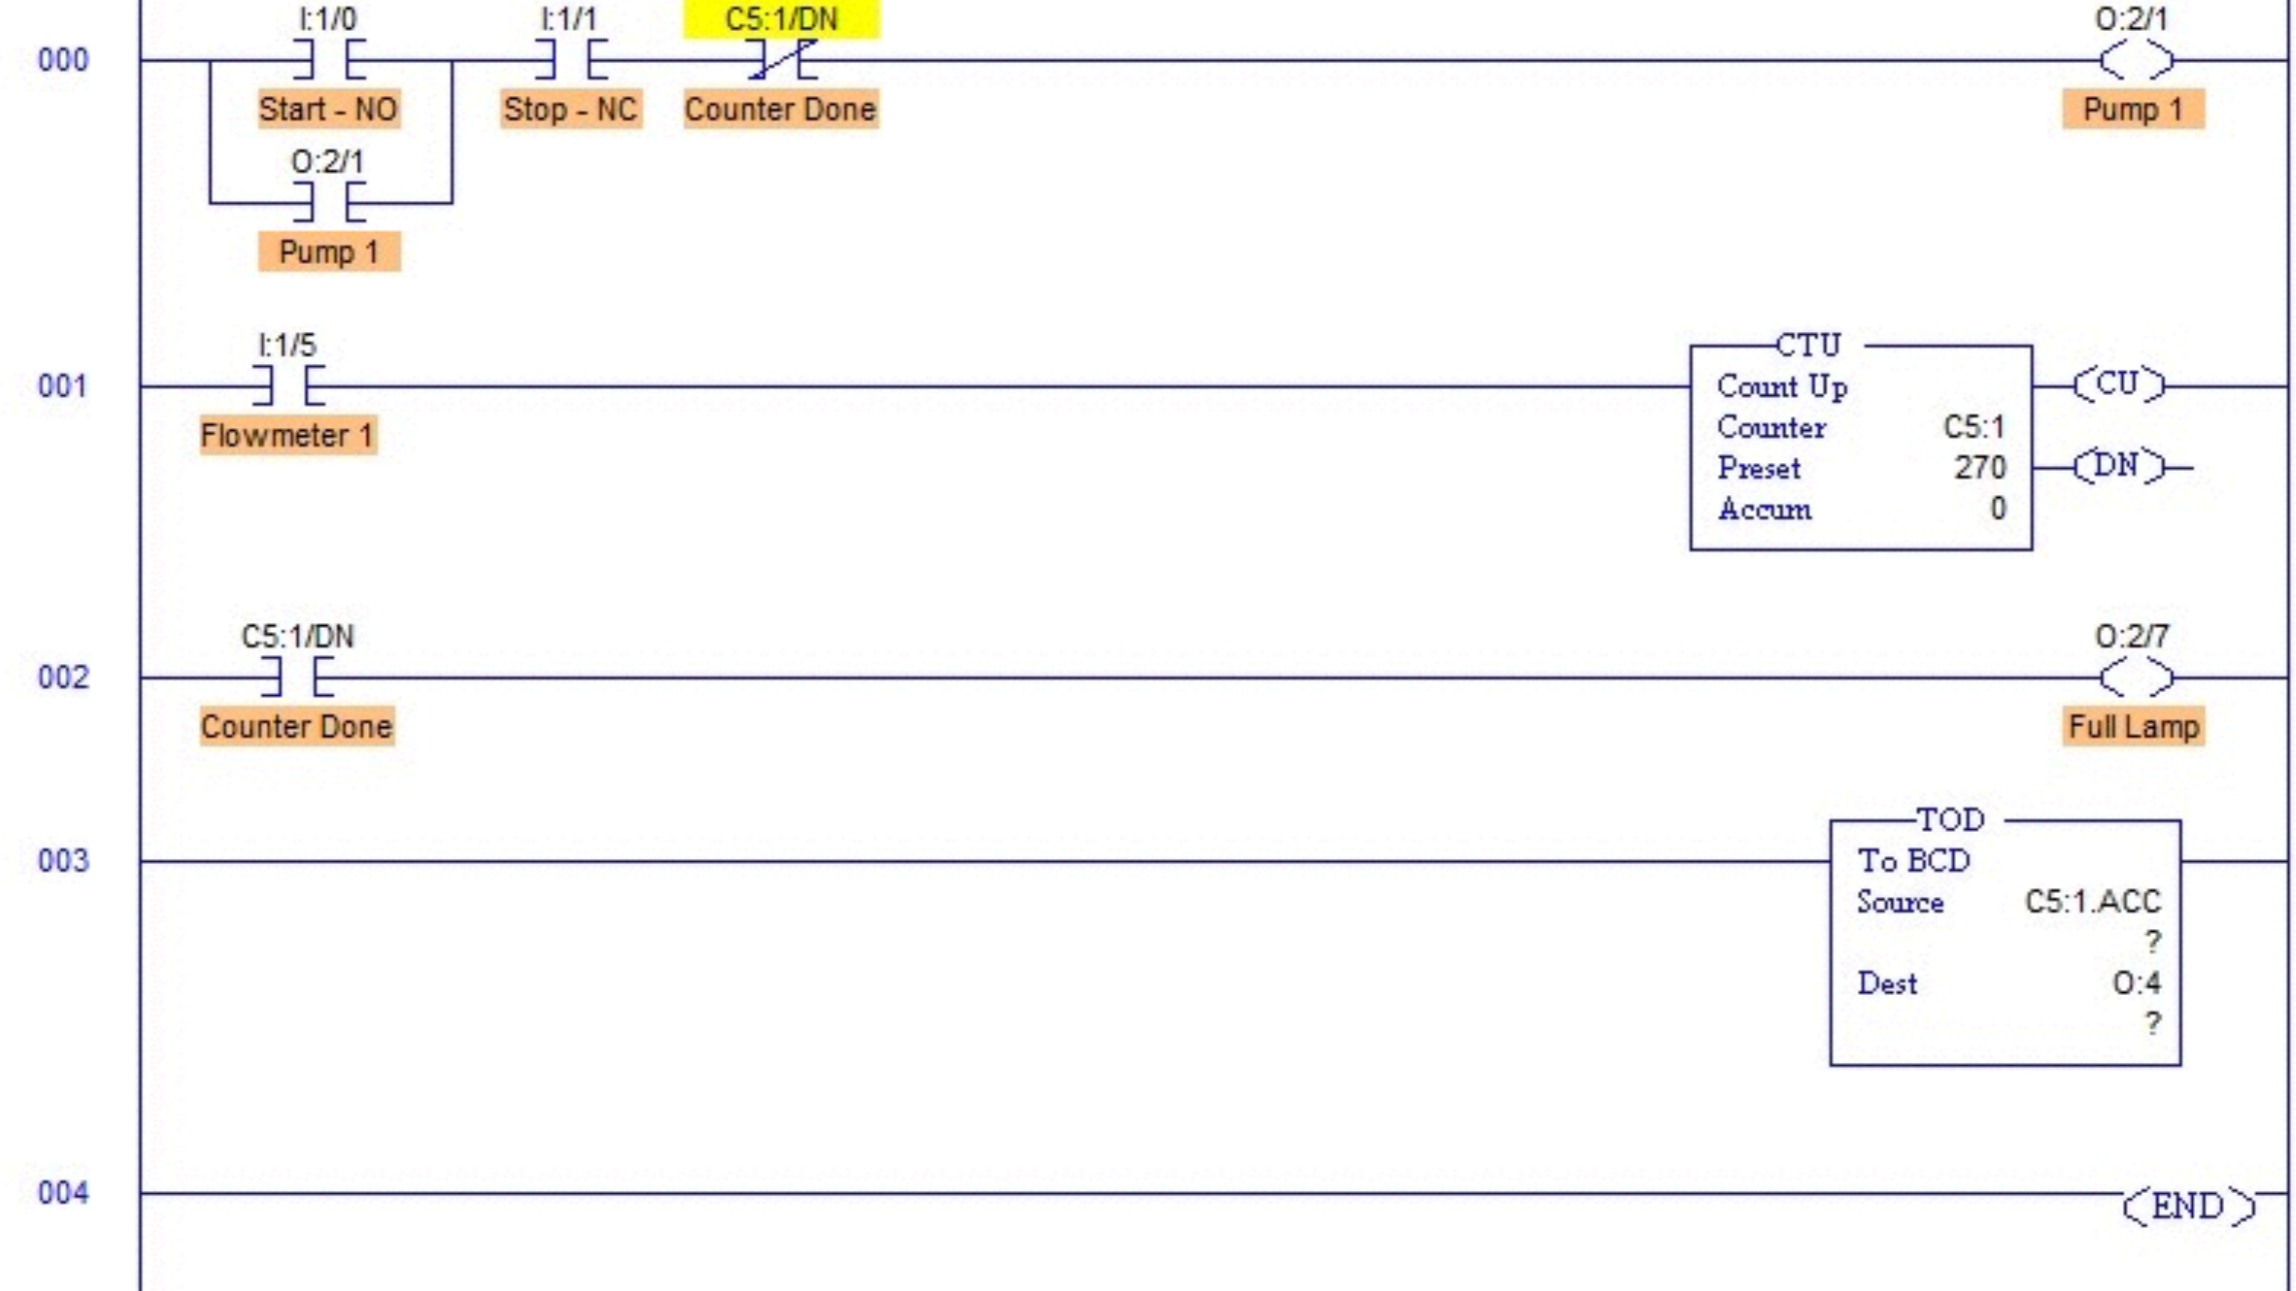 I:1/0 I:1/1 C5:1/DN O:2/1
000
Start - NO Stop - NC Counter Done Pump 1
O:2/1
Pump 1
I:1/5
001
Flowmeter 1
CTU
Count Up
Counter C5:1
Preset 270
Accum 0
CU
DN
C5:1/DN O:2/7
002
Counter Done Full Lamp
003
TOD
To BCD
Source C5:1.ACC
?
Dest O:4
?
004 END